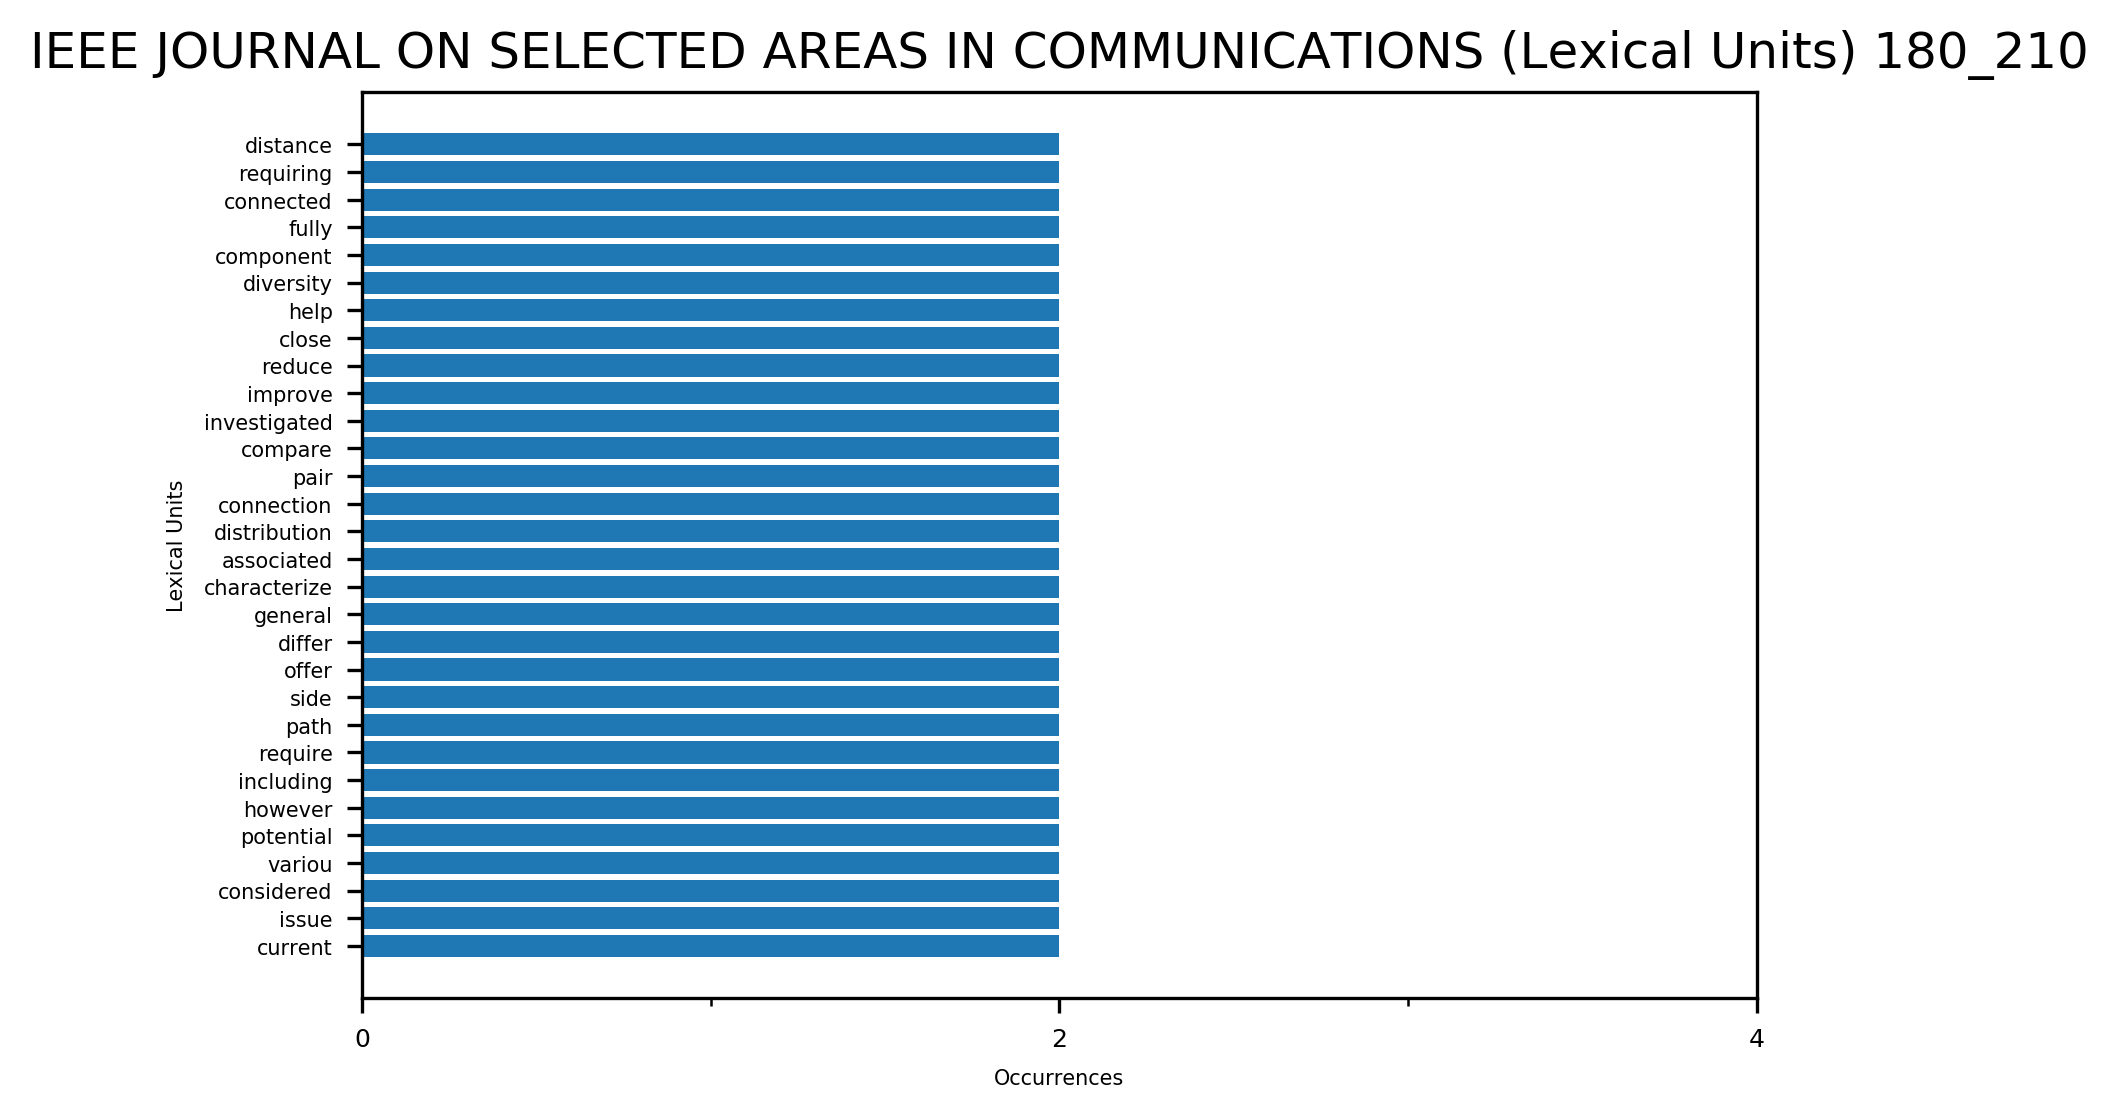 IEEE JOURNAL ON SELECTED AREAS IN COMMUNICATIONS (Lexical Units) 180_210
Lexical Units
distance
requiring
connected
fully
component
diversity
help
close
reduce
improve
investigated
compare
pair
connection
distribution
associated
characterize
general
differ
offer
side
path
require
including
however
potential
variou
considered
issue
current
0 2 4
Occurrences